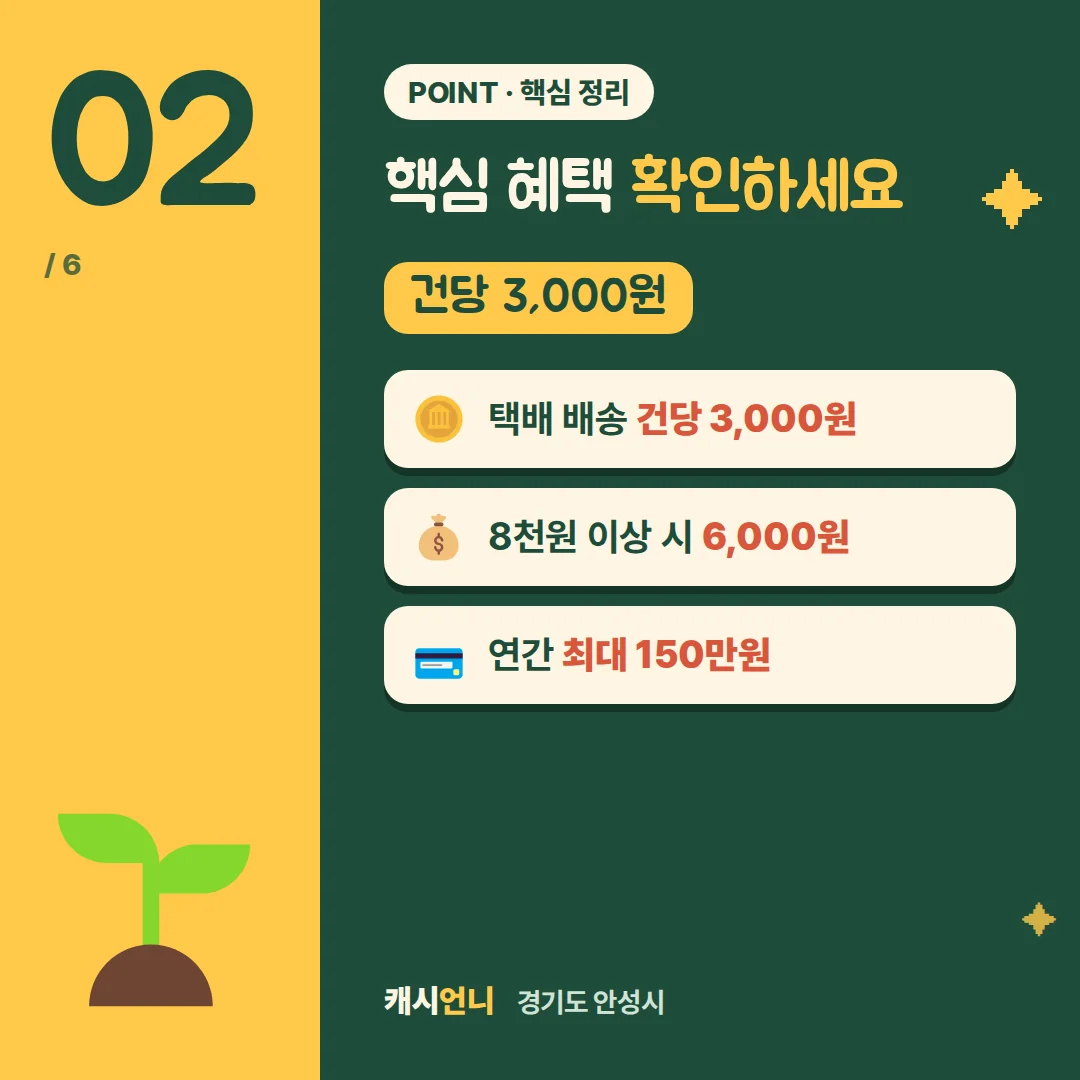 02
/ 6
POINT · 핵심 정리
핵심 혜택 확인하세요
건당 3,000원
택배 배송 건당 3,000원
8천원 이상 시 6,000원
연간 최대 150만원
캐시언니 경기도 안성시